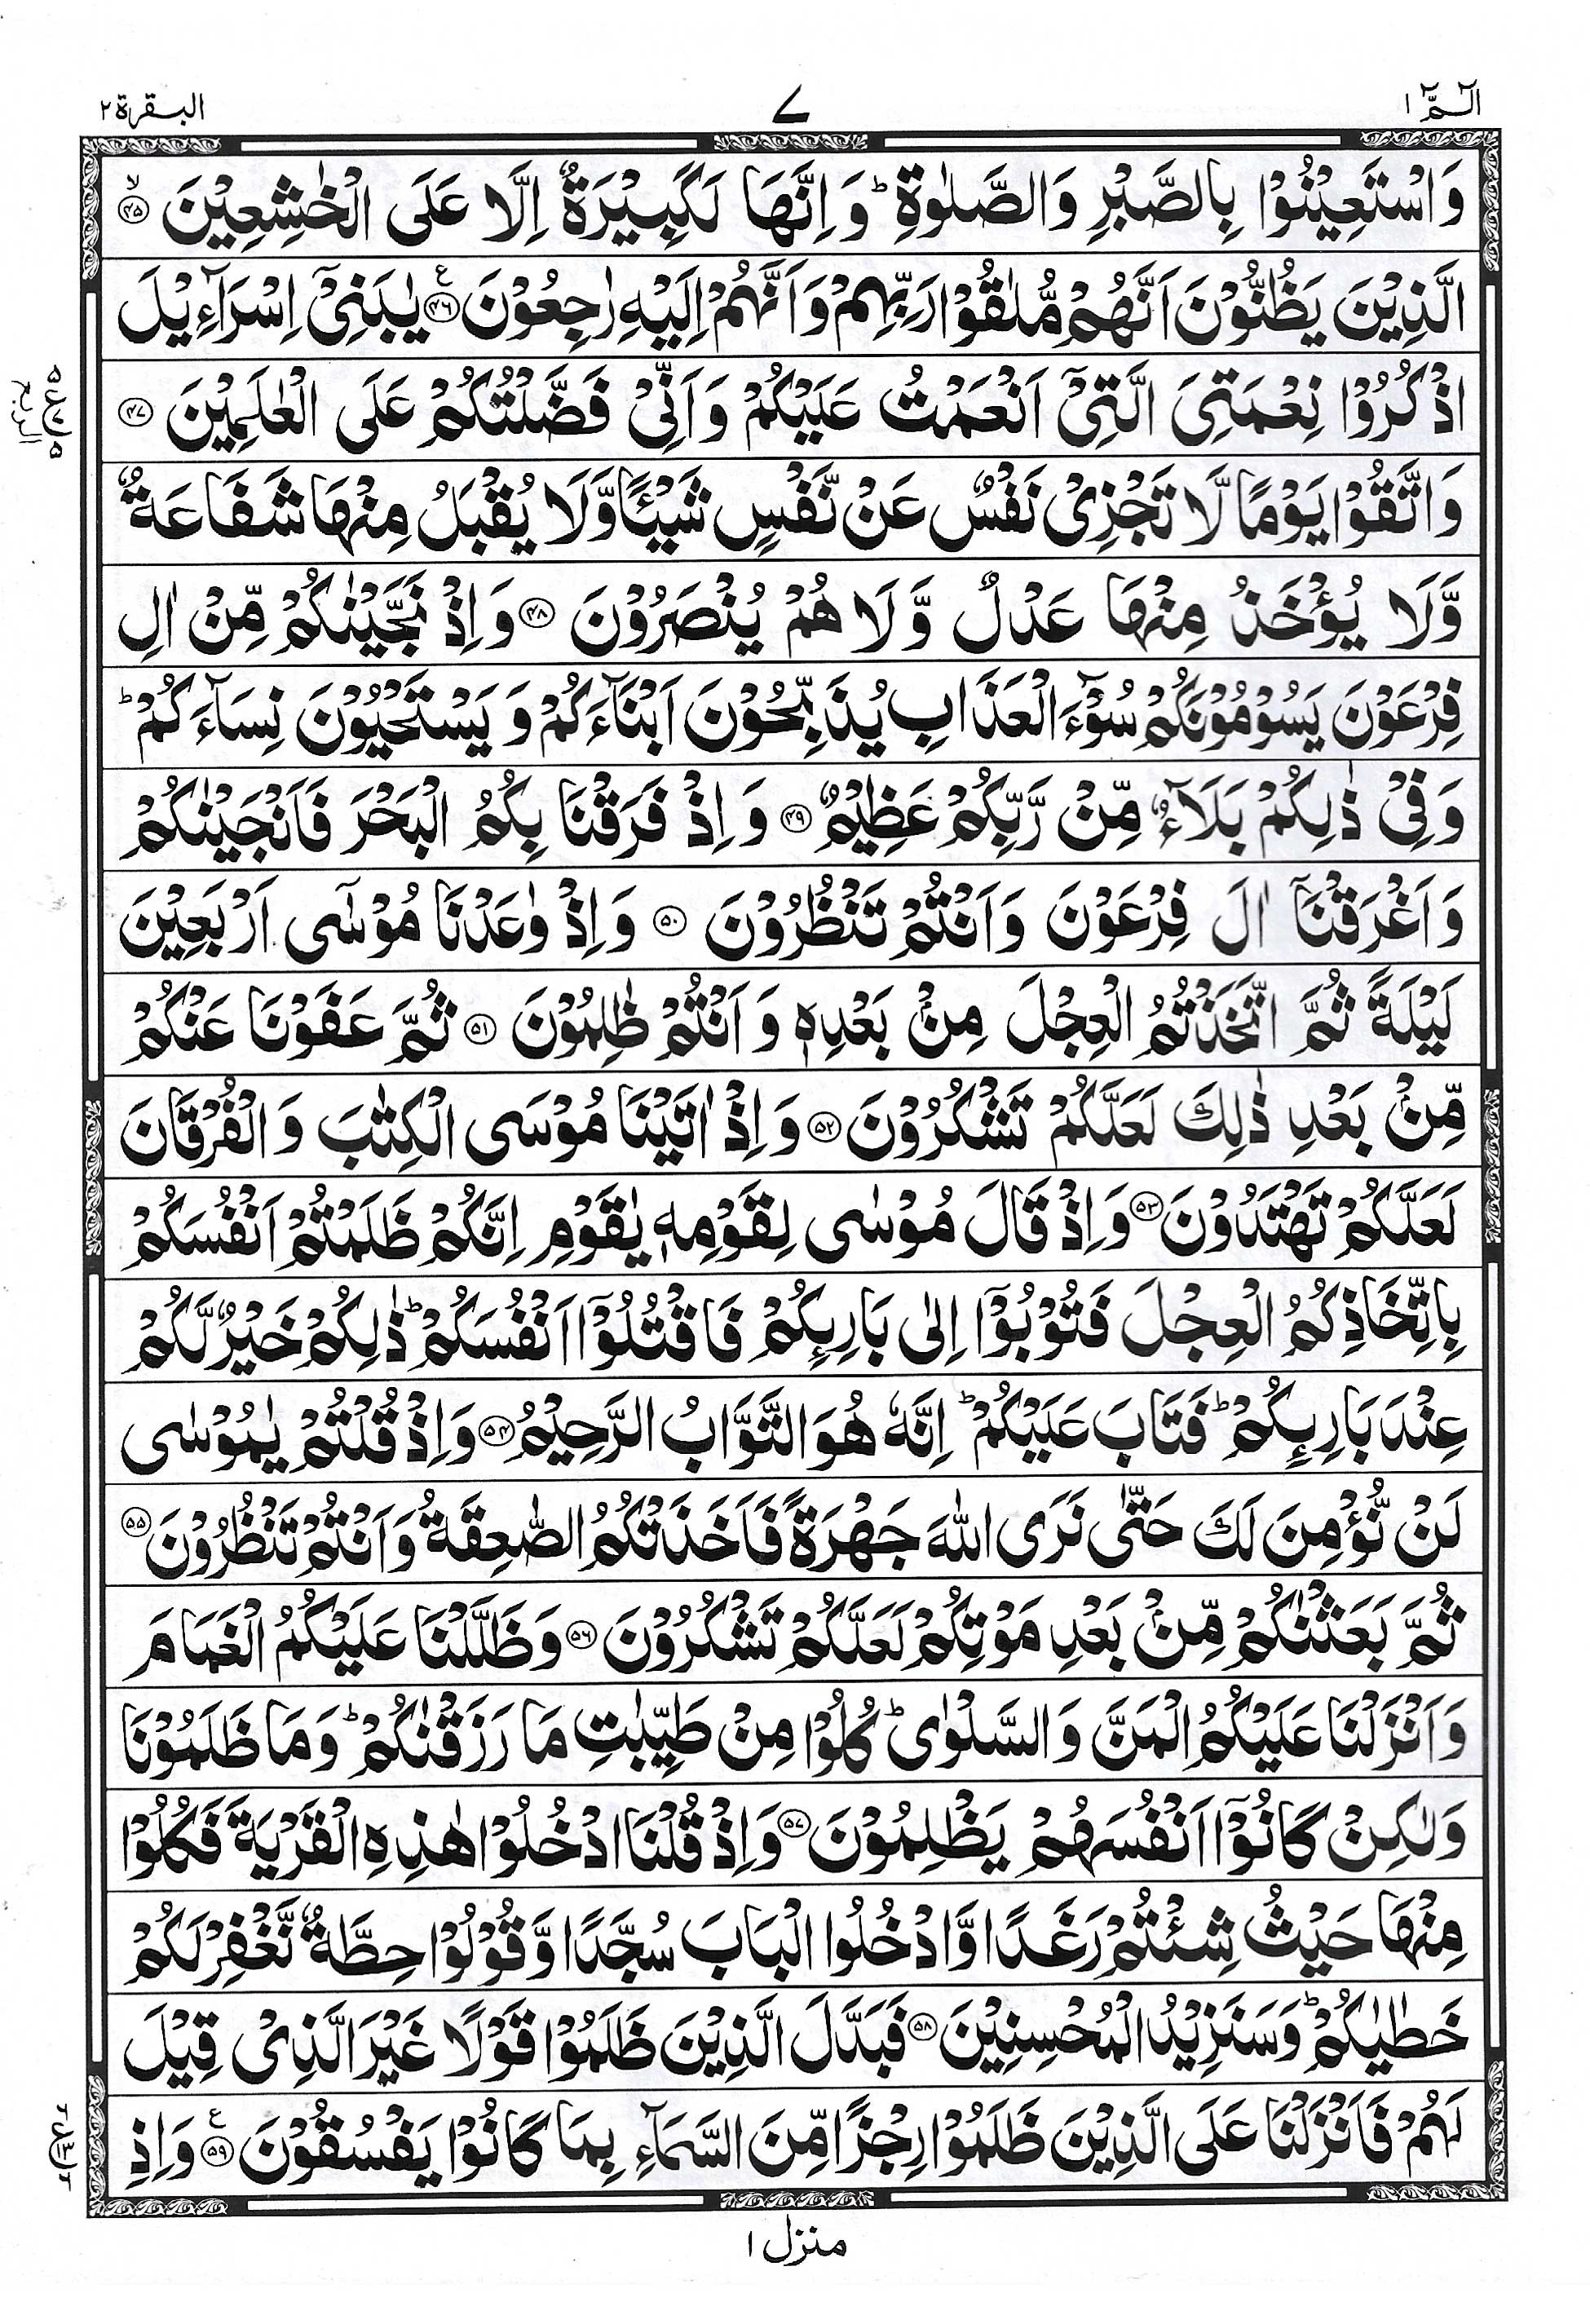 الٓمّٓ ١
٧
البقرة ٢
وَاسْتَعِيْنُوْا بِالصَّبْرِ وَالصَّلٰوةِ ؕ وَاِنَّهَا لَكَبِيْرَةٌ اِلَّا عَلَى الْخٰشِعِيْنَ ۙ‏﴿۴۵﴾
الَّذِيْنَ يَظُنُّوْنَ اَنَّهُمْ مُّلٰقُوْا رَبِّهِمْ وَاَنَّهُمْ اِلَيْهِ رٰجِعُوْنَ ﴿۴۶﴾ ع يٰبَنِىْٓ اِسْرَآءِيْلَ
اذْكُرُوْا نِعْمَتِىَ الَّتِىْٓ اَنْعَمْتُ عَلَيْكُمْ وَاَنِّىْ فَضَّلْتُكُمْ عَلَى الْعٰلَمِيْنَ ﴿۴۷﴾
وَاتَّقُوْا يَوْمًا لَّا تَجْزِىْ نَفْسٌ عَنْ نَّفْسٍ شَيْـًٔا وَّلَا يُقْبَلُ مِنْهَا شَفَاعَةٌ
وَّلَا يُؤْخَذُ مِنْهَا عَدْلٌ وَّلَا هُمْ يُنْصَرُوْنَ ﴿۴۸﴾ وَاِذْ نَجَّيْنٰكُمْ مِّنْ اٰلِ
فِرْعَوْنَ يَسُوْمُوْنَكُمْ سُوْٓءَ الْعَذَابِ يُذَبِّحُوْنَ اَبْنَآءَكُمْ وَيَسْتَحْيُوْنَ نِسَآءَكُمْ ؕ
وَفِىْ ذٰلِكُمْ بَلَآءٌ مِّنْ رَّبِّكُمْ عَظِيْمٌ ﴿۴۹﴾ وَاِذْ فَرَقْنَا بِكُمُ الْبَحْرَ فَاَنْجَيْنٰكُمْ
وَاَغْرَقْنَآ اٰلَ فِرْعَوْنَ وَاَنْتُمْ تَنْظُرُوْنَ ﴿۵۰﴾ وَاِذْ وٰعَدْنَا مُوْسٰٓى اَرْبَعِيْنَ
لَيْلَةً ثُمَّ اتَّخَذْتُمُ الْعِجْلَ مِنْۢ بَعْدِهٖ وَاَنْتُمْ ظٰلِمُوْنَ ﴿۵۱﴾ ثُمَّ عَفَوْنَا عَنْكُمْ
مِّنْۢ بَعْدِ ذٰلِكَ لَعَلَّكُمْ تَشْكُرُوْنَ ﴿۵۲﴾ وَاِذْ اٰتَيْنَا مُوْسَى الْكِتٰبَ وَالْفُرْقَانَ
لَعَلَّكُمْ تَهْتَدُوْنَ ﴿۵۳﴾ وَاِذْ قَالَ مُوْسٰى لِقَوْمِهٖ يٰقَوْمِ اِنَّكُمْ ظَلَمْتُمْ اَنْفُسَكُمْ
بِاتِّخَاذِكُمُ الْعِجْلَ فَتُوْبُوْٓا اِلٰى بَارِئِكُمْ فَاقْتُلُوْٓا اَنْفُسَكُمْ ؕ ذٰلِكُمْ خَيْرٌ لَّكُمْ
عِنْدَ بَارِئِكُمْ ؕ فَتَابَ عَلَيْكُمْ ؕ اِنَّهٗ هُوَ التَّوَّابُ الرَّحِيْمُ ﴿۵۴﴾ وَاِذْ قُلْتُمْ يٰمُوْسٰى
لَنْ نُّؤْمِنَ لَكَ حَتّٰى نَرَى اللّٰهَ جَهْرَةً فَاَخَذَتْكُمُ الصّٰعِقَةُ وَاَنْتُمْ تَنْظُرُوْنَ ﴿۵۵﴾
ثُمَّ بَعَثْنٰكُمْ مِّنْۢ بَعْدِ مَوْتِكُمْ لَعَلَّكُمْ تَشْكُرُوْنَ ﴿۵۶﴾ وَظَلَّلْنَا عَلَيْكُمُ الْغَمَامَ
وَاَنْزَلْنَا عَلَيْكُمُ الْمَنَّ وَالسَّلْوٰى ؕ كُلُوْا مِنْ طَيِّبٰتِ مَا رَزَقْنٰكُمْ ؕ وَمَا ظَلَمُوْنَا
وَلٰكِنْ كَانُوْٓا اَنْفُسَهُمْ يَظْلِمُوْنَ ﴿۵۷﴾ وَاِذْ قُلْنَا ادْخُلُوْا هٰذِهِ الْقَرْيَةَ فَكُلُوْا
مِنْهَا حَيْثُ شِئْتُمْ رَغَدًا وَّادْخُلُوا الْبَابَ سُجَّدًا وَّقُوْلُوْا حِطَّةٌ نَّغْفِرْ لَكُمْ
خَطٰيٰكُمْ ؕ وَسَنَزِيْدُ الْمُحْسِنِيْنَ ﴿۵۸﴾ فَبَدَّلَ الَّذِيْنَ ظَلَمُوْا قَوْلًا غَيْرَ الَّذِىْ قِيْلَ
لَهُمْ فَاَنْزَلْنَا عَلَى الَّذِيْنَ ظَلَمُوْا رِجْزًا مِّنَ السَّمَآءِ بِمَا كَانُوْا يَفْسُقُوْنَ ﴿۵۹﴾ ع وَاِذِ
الربع
منزل ١